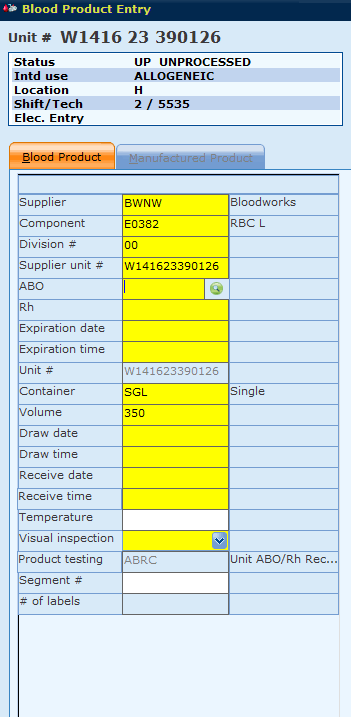 Blood Product Entry
Unit # W1416 23 390126
Status UP UNPROCESSED
Intd use ALLOGENEIC
Location H
Shift/Tech 2 / 5535
Elec. Entry
Blood Product Manufactured Product
Supplier BWNW Bloodworks
Component E0382 RBC L
Division # 00
Supplier unit # W141623390126
ABO
Rh
Expiration date
Expiration time
Unit # W141623390126
Container SGL Single
Volume 350
Draw date
Draw time
Receive date
Receive time
Temperature
Visual inspection
Product testing ABRC Unit ABO/Rh Rec...
Segment #
# of labels